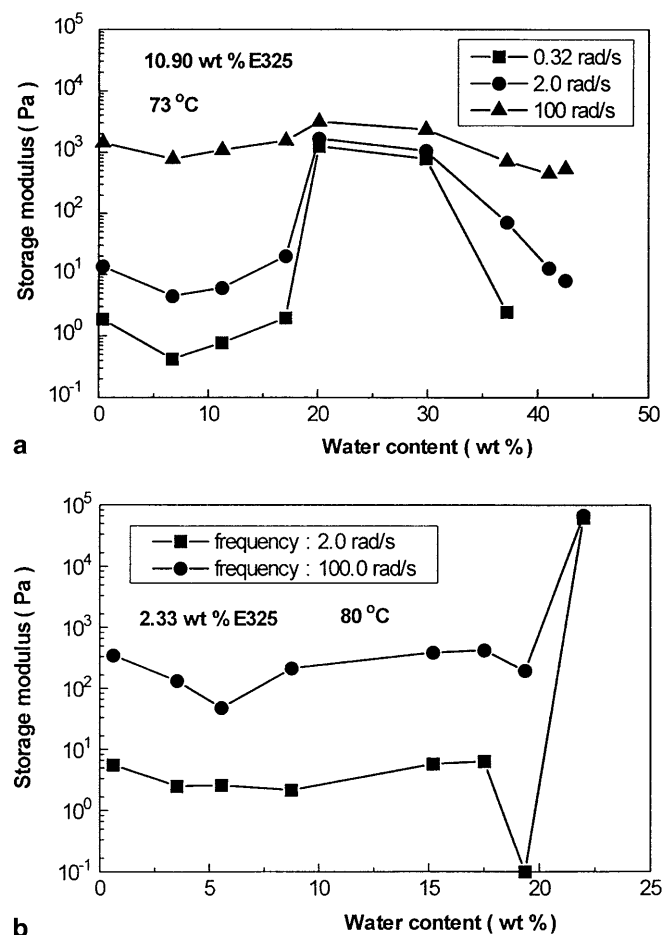 10^5
10^4
10^3
10^2
10^1
10^0
10^-1
Storage modulus ( Pa )
10.90 wt % E325
73 °C
0.32 rad/s
2.0 rad/s
100 rad/s
0 10 20 30 40 50
Water content ( wt % )
a
10^5
10^4
10^3
10^2
10^1
10^0
10^-1
Storage modulus ( Pa )
frequency : 2.0 rad/s
frequency : 100.0 rad/s
2.33 wt % E325 80 °C
0 5 10 15 20 25
Water content ( wt % )
b